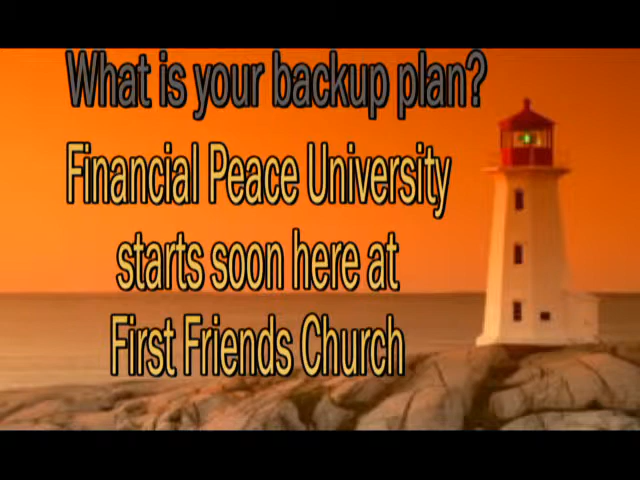 What is your backup plan?
Financial Peace University
starts soon here at
First Friends Church